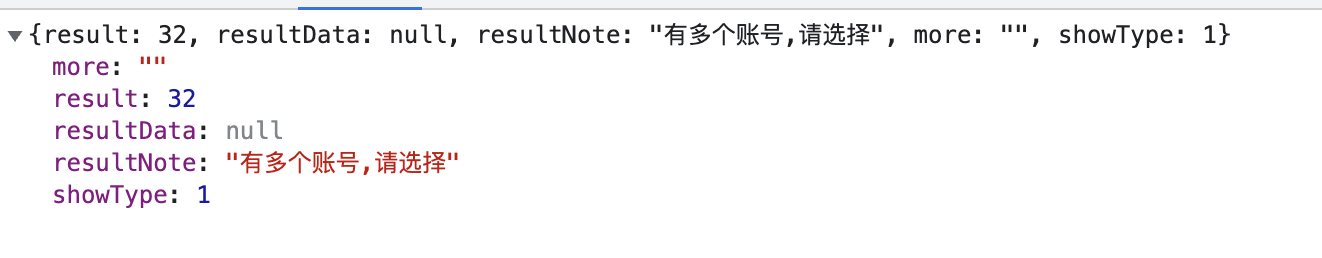 {result: 32, resultData: null, resultNote: "有多个账号,请选择", more: "", showType: 1}
more: ""
result: 32
resultData: null
resultNote: "有多个账号,请选择"
showType: 1